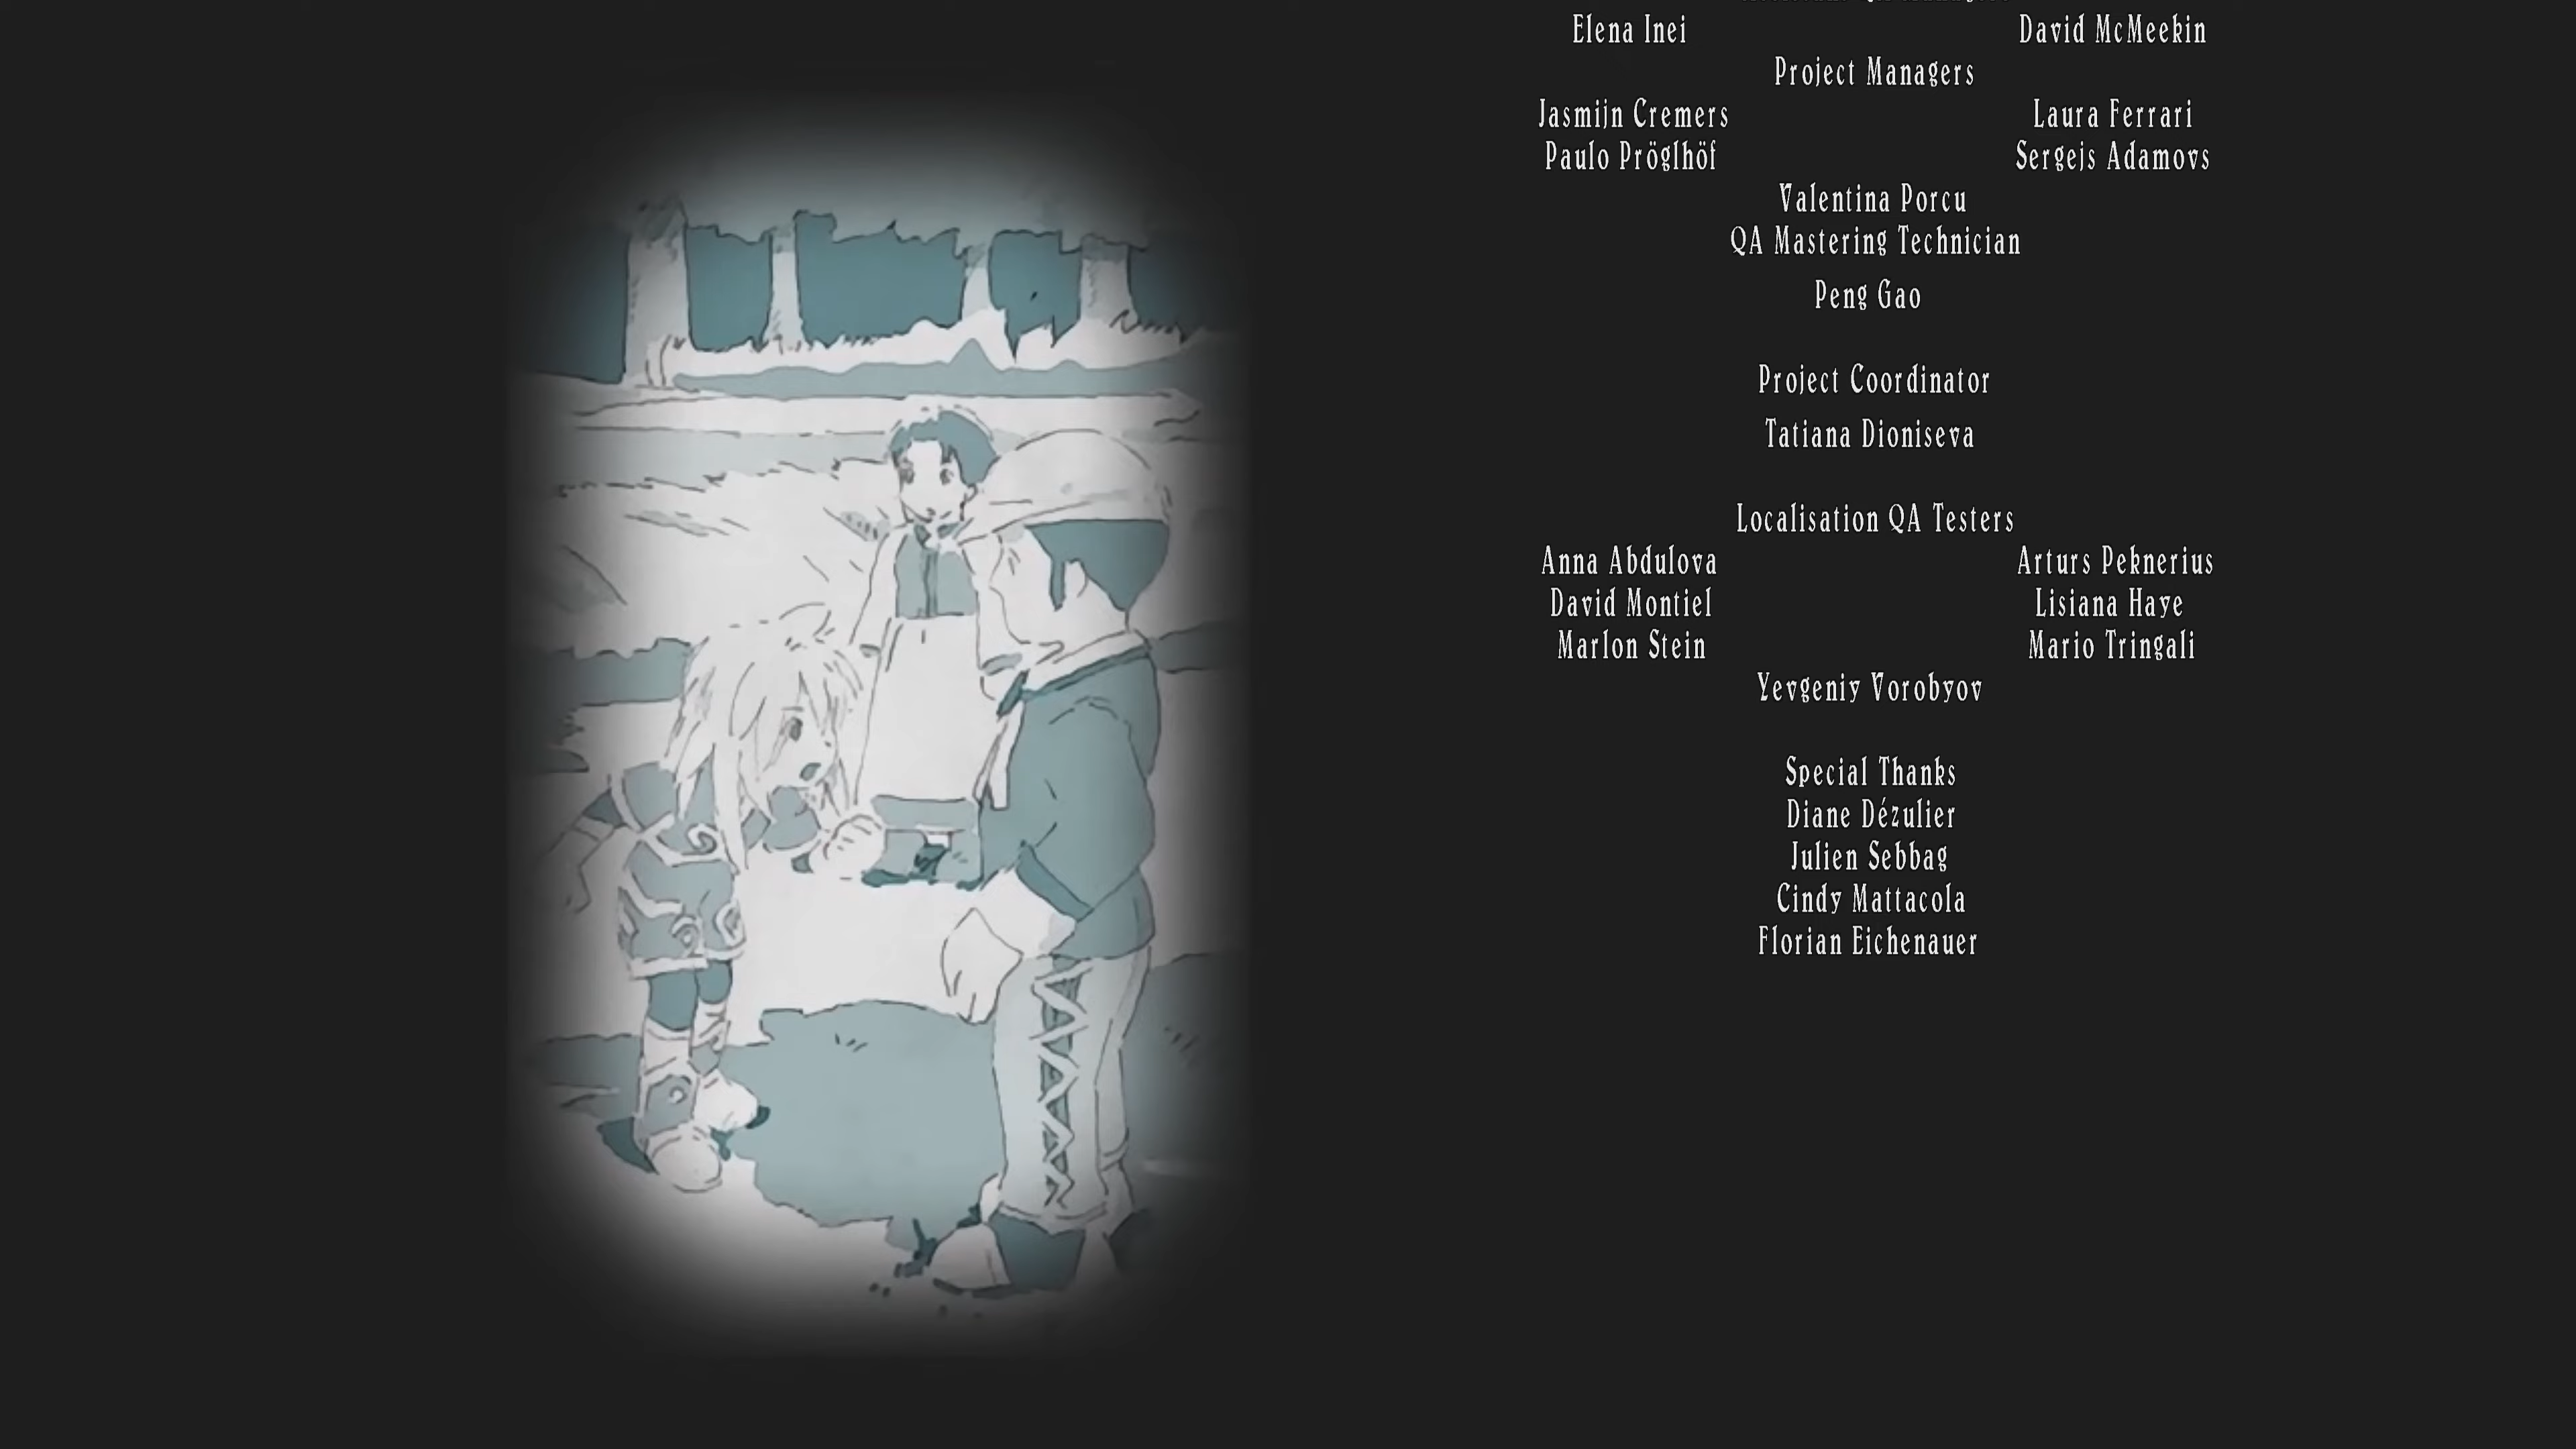 Elena Inei David McMeekin
Project Managers
Jasmijn Cremers Laura Ferrari
Paulo Pröglhöf Sergejs Adamovs
Valentina Porcu
QA Mastering Technician
Peng Gao
Project Coordinator
Tatiana Dioniseva
Localisation QA Testers
Anna Abdulova Arturs Peknerius
David Montiel Lisiana Haye
Marlon Stein Mario Tringali
Yevgeniy Vorobyov
Special Thanks
Diane Dézulier
Julien Sebbag
Cindy Mattacola
Florian Eichenauer